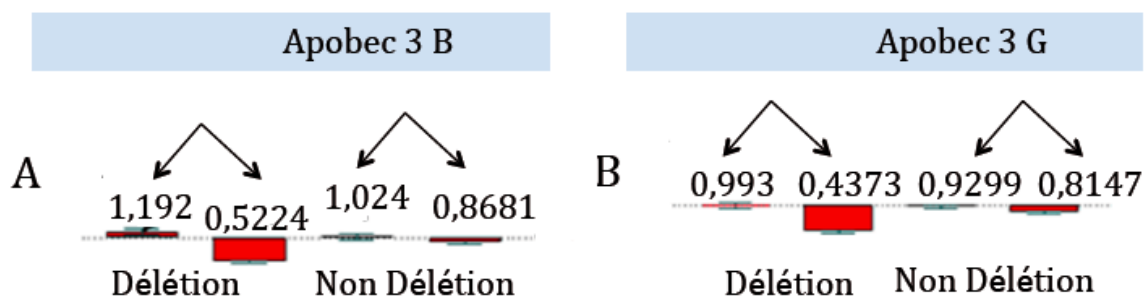 Apobec 3 B
A
1,192 0,5224 1,024 0,8681
Délétion Non Délétion
Apobec 3 G
B
0,993 0,4373 0,9299 0,8147
Délétion Non Délétion